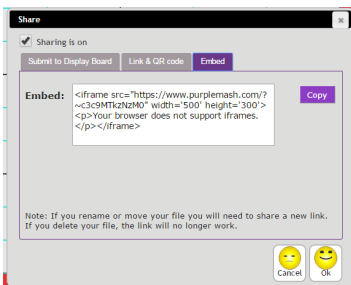 Share
Sharing is on
Submit to Display Board Link & QR code Embed
Embed:
<iframe src="https://www.purplemash.com/?
~c3c9MTkzNzM0" width='500' height='300'>
<p>Your browser does not support iframes.
</p></iframe>
Copy
Note: If you rename or move your file you will need to share a new link.
If you delete your file, the link will no longer work.
Cancel Ok